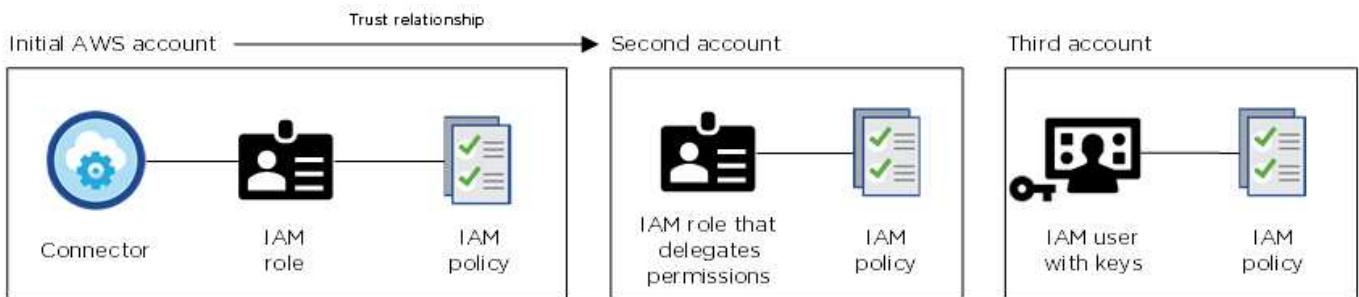 Trust relationship
Initial AWS account
Second account
Third account
Connector
IAM
role
IAM
policy
IAM role that
delegates
permissions
IAM
policy
IAM user
with keys
IAM
policy